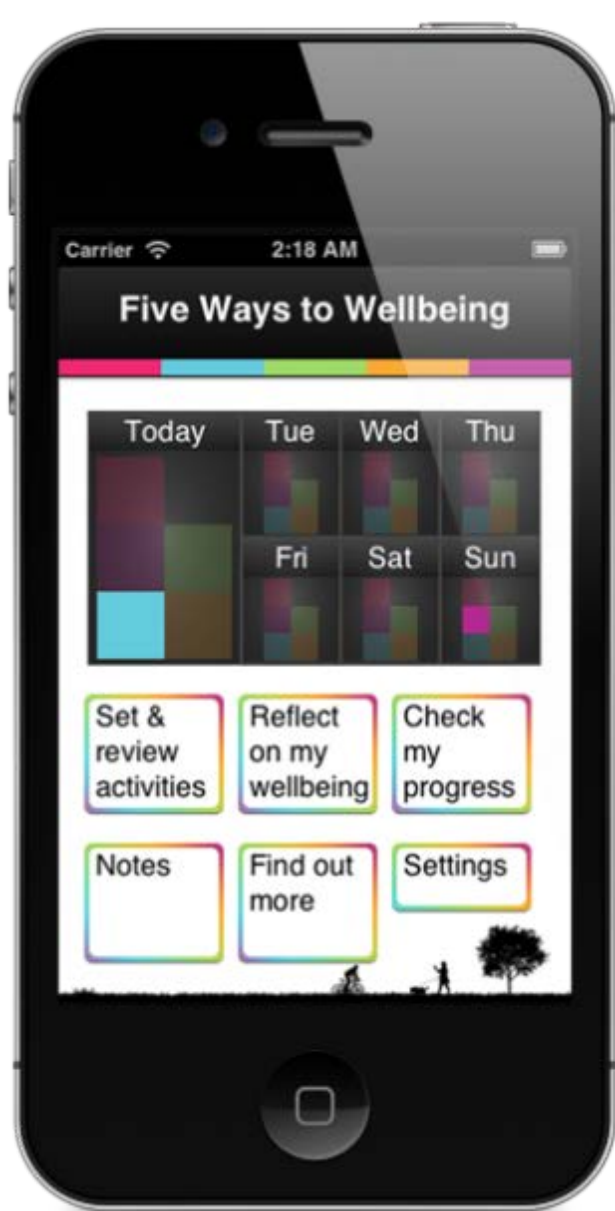 Carrier 2:18 AM
Five Ways to Wellbeing
Today Tue Wed Thu
Fri Sat Sun
Set &
review
activities
Reflect
on my
wellbeing
Check
my
progress
Notes
Find out
more
Settings